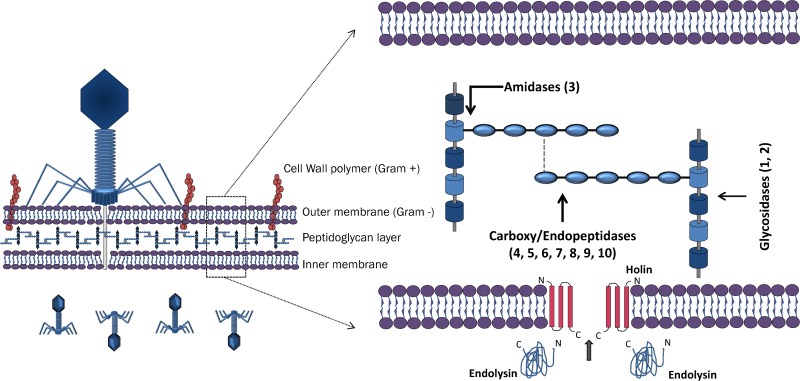 Cell Wall polymer (Gram +)
Outer membrane (Gram -)
Peptidoglycan layer
Inner membrane
Amidases (3)
Glycosidases (1, 2)
Carboxy/Endopeptidases
(4, 5, 6, 7, 8, 9, 10)
Holin
N
N
C
C
C
N
C
N
Endolysin
Endolysin